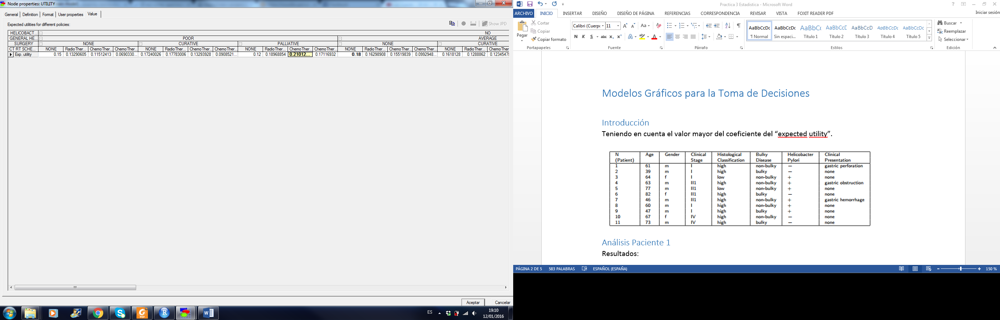 Node properties: UTILITY
General Definition Format User properties Value
Expected utilities for different policies:
Show JPD
HELICOBACT... NO
GENERAL HE... POOR AVERAGE
SURGERY NONE CURATIVE PALLIATIVE NONE CURATIVE
CT RT SCHE... NONE Radio Ther... Chemo Ther... Chemo Ther... NONE Radio Ther... Chemo Ther... Chemo Ther... NONE Radio Ther... Chemo Ther... Chemo Ther... NONE Radio Ther... Chemo Ther... Chemo Ther... NONE Radio Ther... Chemo Ther
Exp. utility 0.15 0.13290605 0.11512413 0.0690330... 0.17240026 0.17783006 0.13293928 0.0908521... 0.12 0.18968854 0.21012... 0.17116932 0.18 0.16298908 0.15519839 0.0992948... 0.1618128 0.1288862 0.12345478
Aceptar Cancelar
ES
19:10
12/01/2016
Practica 3 Estadistica - Microsoft Word
ARCHIVO INICIO INSERTAR DISEÑO DISEÑO DE PÁGINA REFERENCIAS CORRESPONDENCIA REVISAR VISTA FOXIT READER PDF Iniciar sesión
Pegar
Cortar
Copiar
Copiar formato
Portapapeles
Calibri (Cuerpo 11
N K S abc x₂ x²
Fuente
Párrafo
AaBbCcDc AaBbCcDc AaBbC( AaBbCcE AaBbCcD AaBbCcDc AaBbCcDc
¶ Normal Sin espaci... Título 1 Título 2 Título 3 Título 4 Título 5
Estilos
Buscar
Reemplazar
Seleccionar
Edición
Modelos Gráficos para la Toma de Decisiones
Introducción
Teniendo en cuenta el valor mayor del coeficiente del “expected utility”.
N (Patient) Age Gender Clinical Stage Histological Classification Bulky Disease Helicobacter Pylori Clinical Presentation
1 61 m I high non-bulky − gastric perforation
2 39 m I high bulky − none
3 64 f I low non-bulky + none
4 63 m II1 high non-bulky + gastric obstruction
5 77 m II1 low non-bulky + none
6 82 f II1 high bulky − none
7 46 m II1 high non-bulky + gastric hemorrhage
8 60 m I high non-bulky + none
9 47 m I high bulky + none
10 67 f IV high non-bulky − none
11 73 m IV high bulky − none
Análisis Paciente 1
Resultados:
PÁGINA 2 DE 5 583 PALABRAS ESPAÑOL (ESPAÑA) 150 %